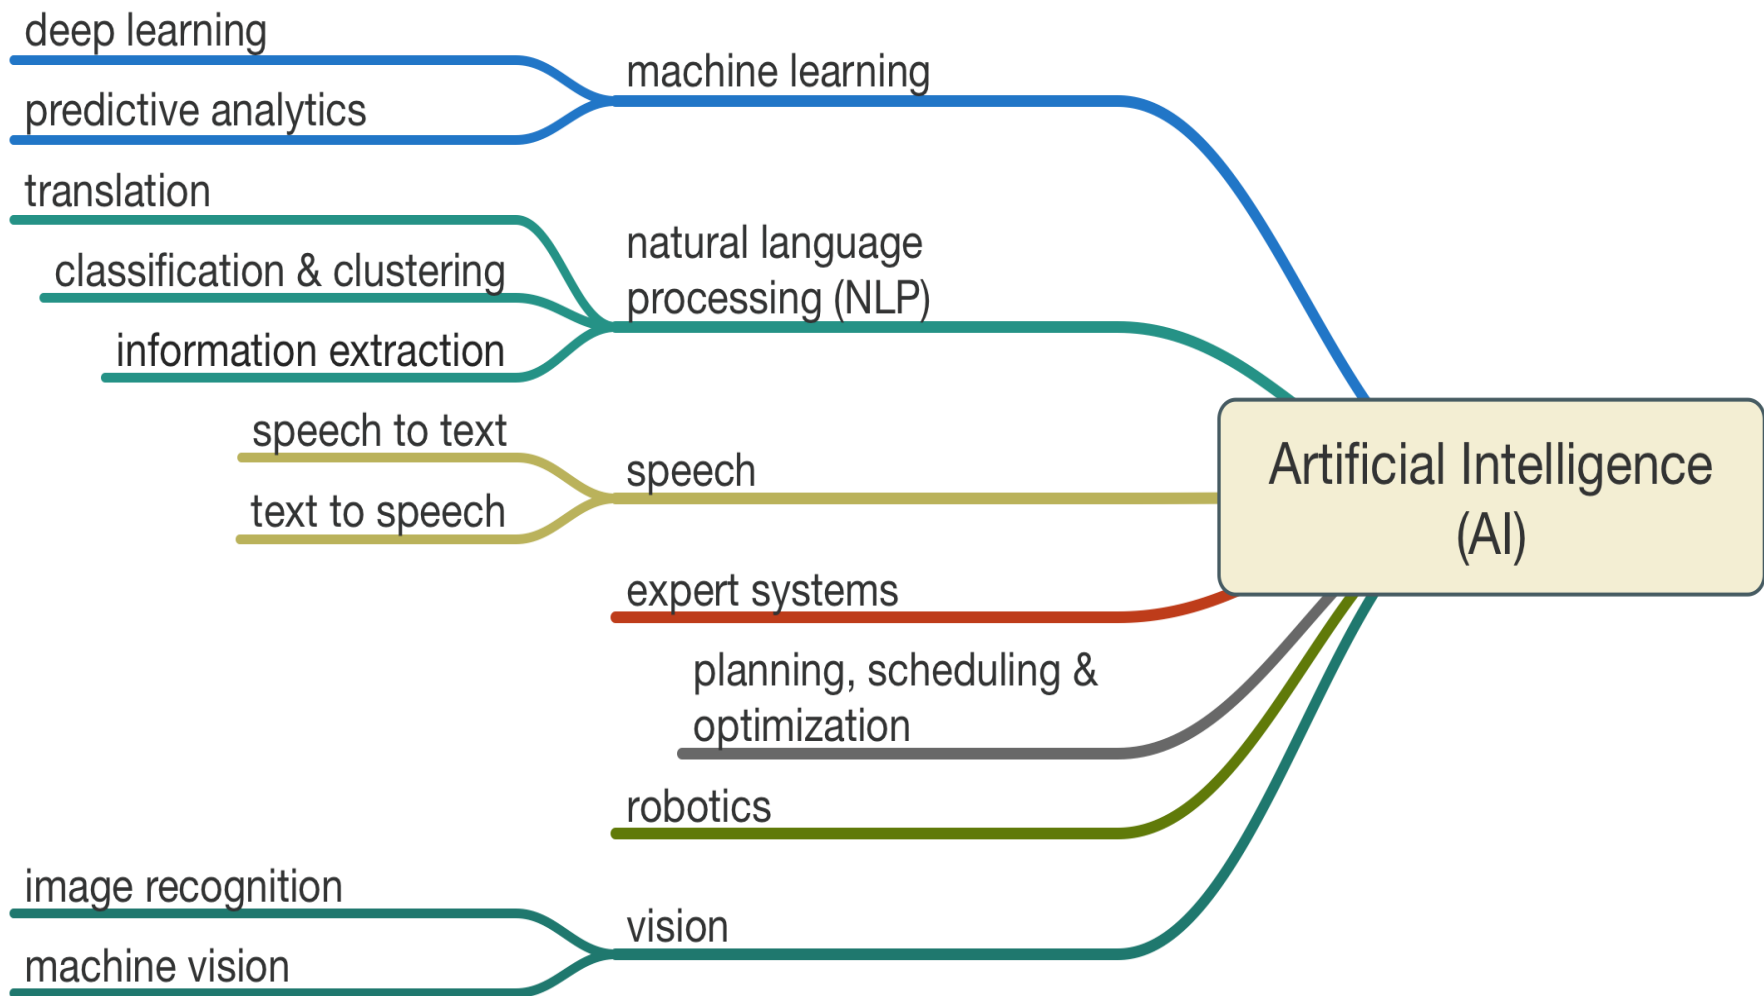 deep learning
machine learning
predictive analytics
translation
natural language
processing (NLP)
classification & clustering
information extraction
speech to text
speech
text to speech
Artificial Intelligence
(AI)
expert systems
planning, scheduling &
optimization
robotics
image recognition
vision
machine vision